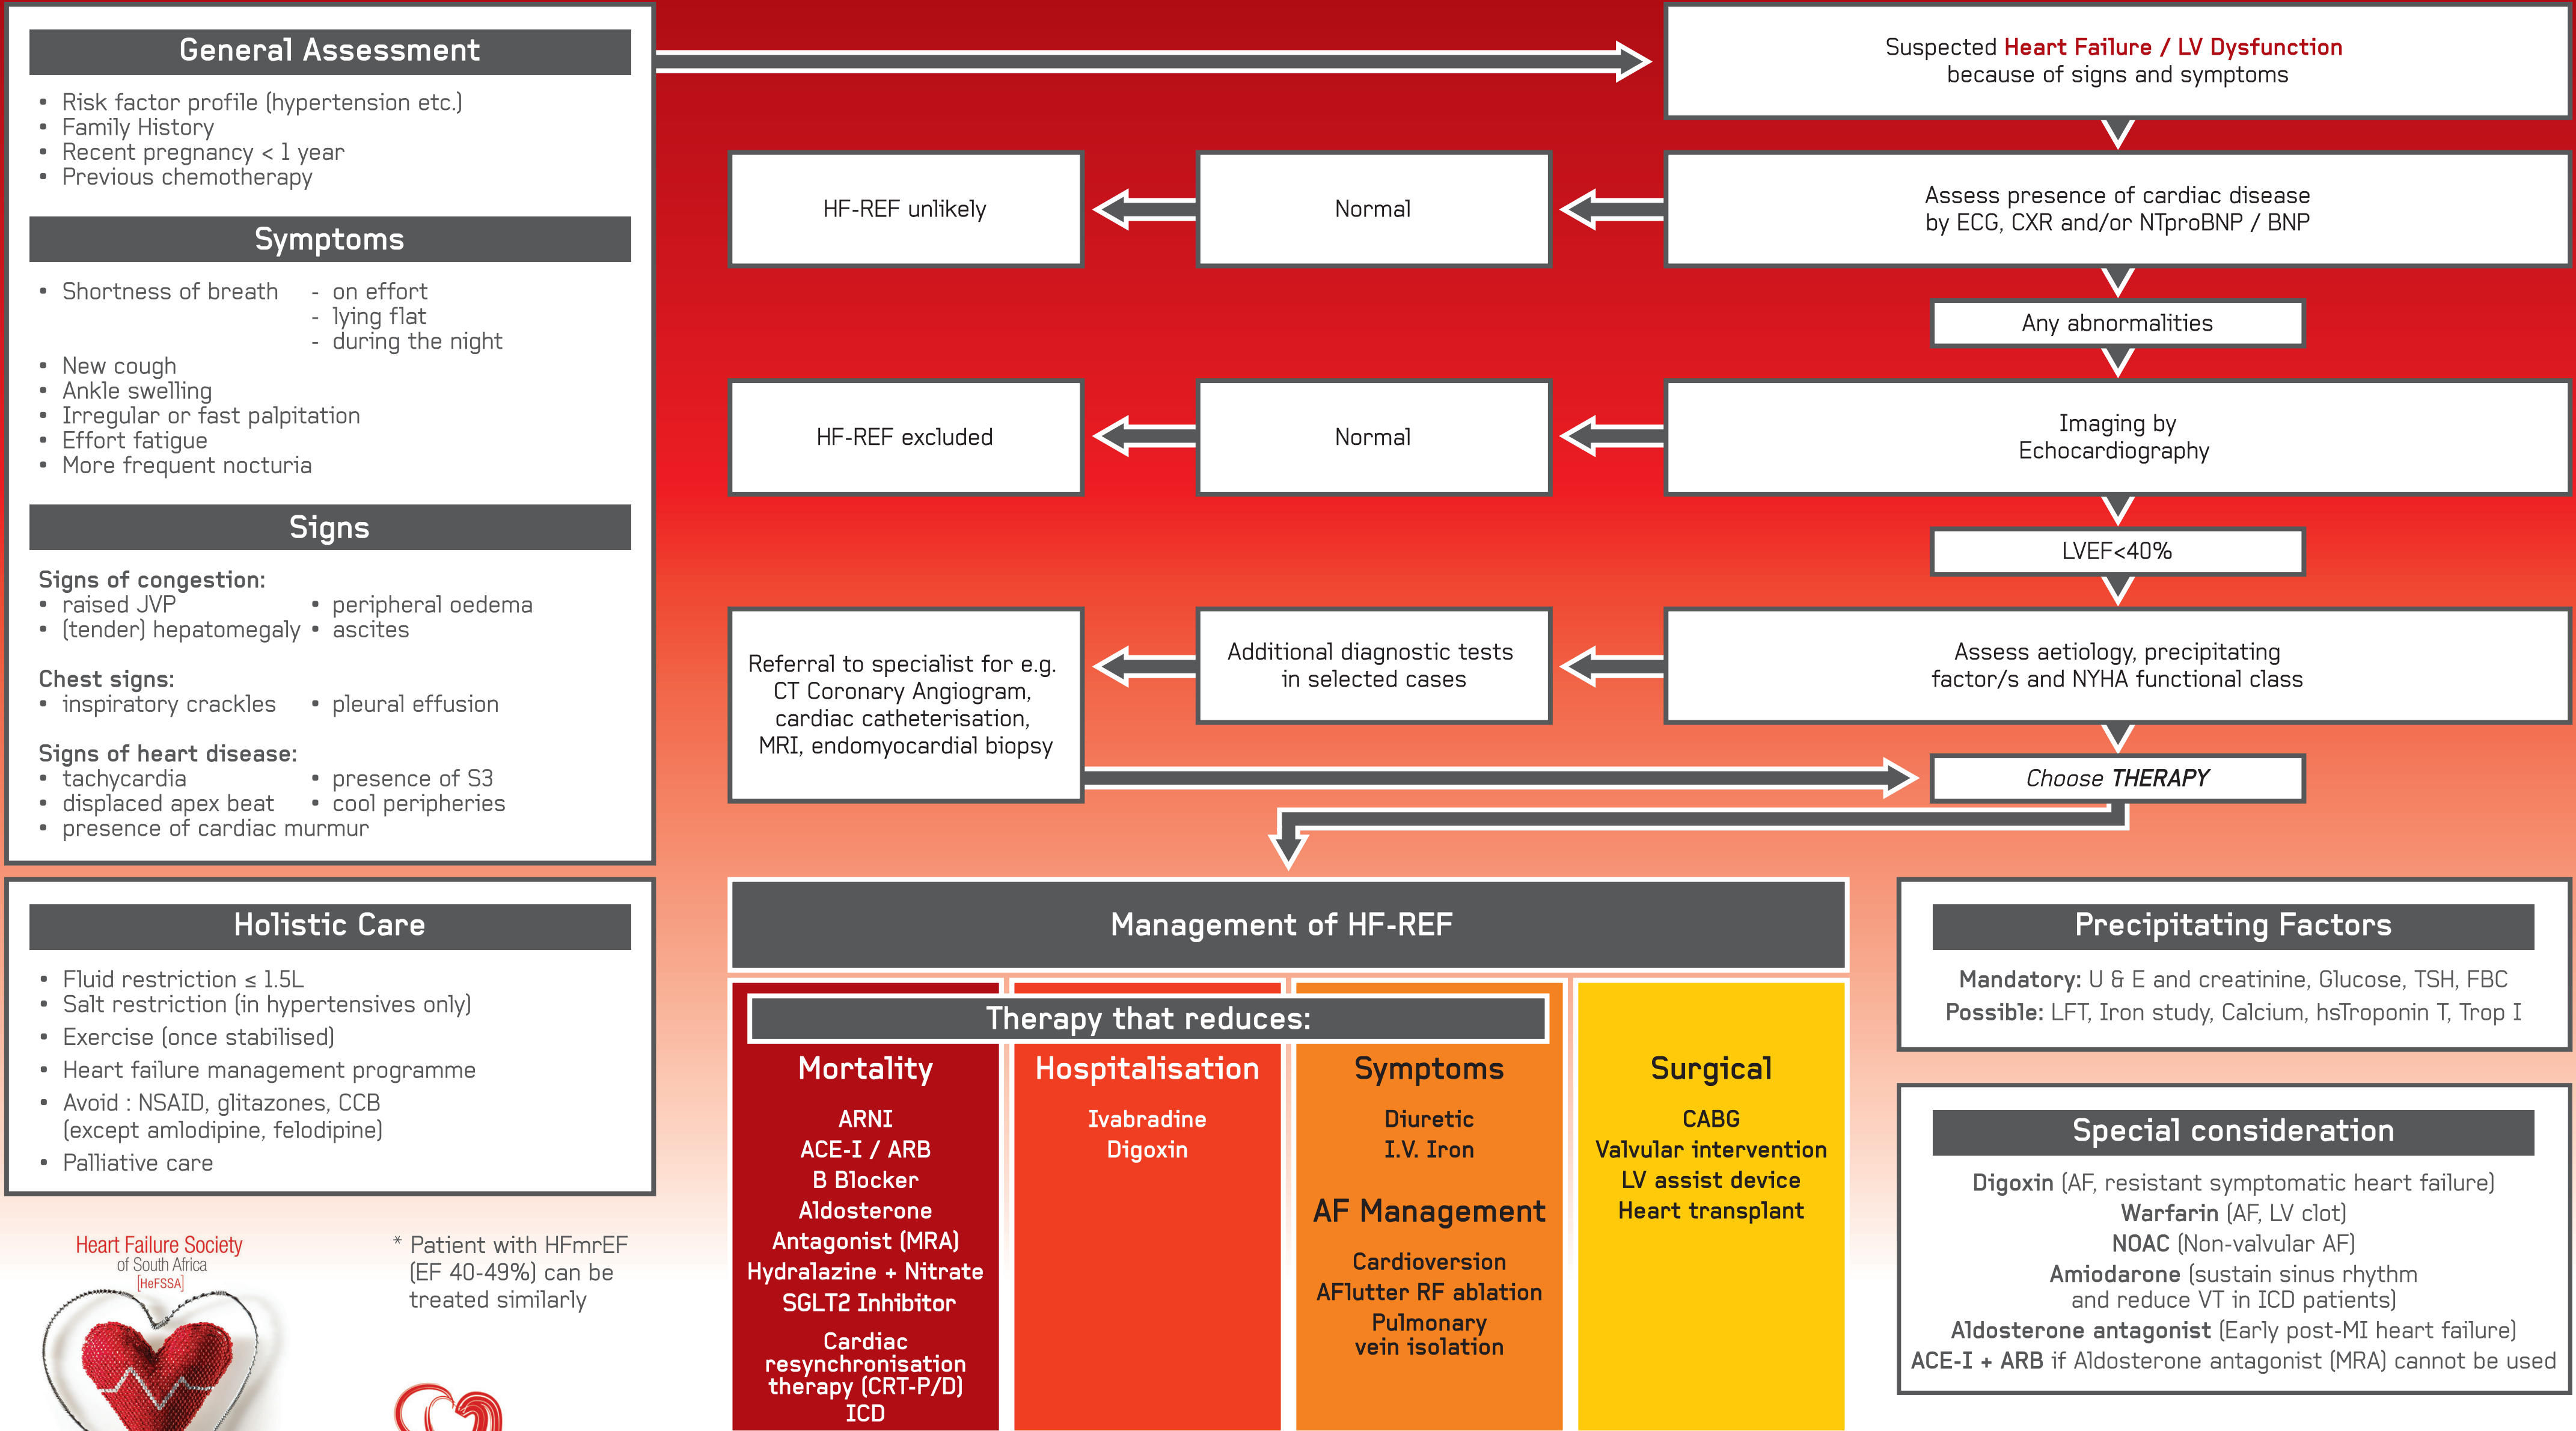 General Assessment
• Risk factor profile (hypertension etc.)
• Family History
• Recent pregnancy < 1 year
• Previous chemotherapy
Symptoms
• Shortness of breath - on effort
- lying flat
- during the night
• New cough
• Ankle swelling
• Irregular or fast palpitation
• Effort fatigue
• More frequent nocturia
Signs
Signs of congestion:
• raised JVP • peripheral oedema
• (tender) hepatomegaly • ascites
Chest signs:
• inspiratory crackles • pleural effusion
Signs of heart disease:
• tachycardia • presence of S3
• displaced apex beat • cool peripheries
• presence of cardiac murmur
Suspected Heart Failure / LV Dysfunction
because of signs and symptoms
Assess presence of cardiac disease
by ECG, CXR and/or NTproBNP / BNP
Normal
HF-REF unlikely
Any abnormalities
Imaging by
Echocardiography
Normal
HF-REF excluded
LVEF<40%
Assess aetiology, precipitating
factor/s and NYHA functional class
Additional diagnostic tests
in selected cases
Referral to specialist for e.g.
CT Coronary Angiogram,
cardiac catheterisation,
MRI, endomyocardial biopsy
Choose THERAPY
Holistic Care
• Fluid restriction ≤ 1.5L
• Salt restriction (in hypertensives only)
• Exercise (once stabilised)
• Heart failure management programme
• Avoid : NSAID, glitazones, CCB
(except amlodipine, felodipine)
• Palliative care
Heart Failure Society
of South Africa
[HeFSSA]
* Patient with HFmrEF
(EF 40-49%) can be
treated similarly
Management of HF-REF
Therapy that reduces:
Mortality
ARNI
ACE-I / ARB
B Blocker
Aldosterone
Antagonist (MRA)
Hydralazine + Nitrate
SGLT2 Inhibitor
Cardiac
resynchronisation
therapy (CRT-P/D)
ICD
Hospitalisation
Ivabradine
Digoxin
Symptoms
Diuretic
I.V. Iron
AF Management
Cardioversion
AFlutter RF ablation
Pulmonary
vein isolation
Surgical
CABG
Valvular intervention
LV assist device
Heart transplant
Precipitating Factors
Mandatory: U & E and creatinine, Glucose, TSH, FBC
Possible: LFT, Iron study, Calcium, hsTroponin T, Trop I
Special consideration
Digoxin (AF, resistant symptomatic heart failure)
Warfarin (AF, LV clot)
NOAC (Non-valvular AF)
Amiodarone (sustain sinus rhythm
and reduce VT in ICD patients)
Aldosterone antagonist (Early post-MI heart failure)
ACE-I + ARB if Aldosterone antagonist (MRA) cannot be used